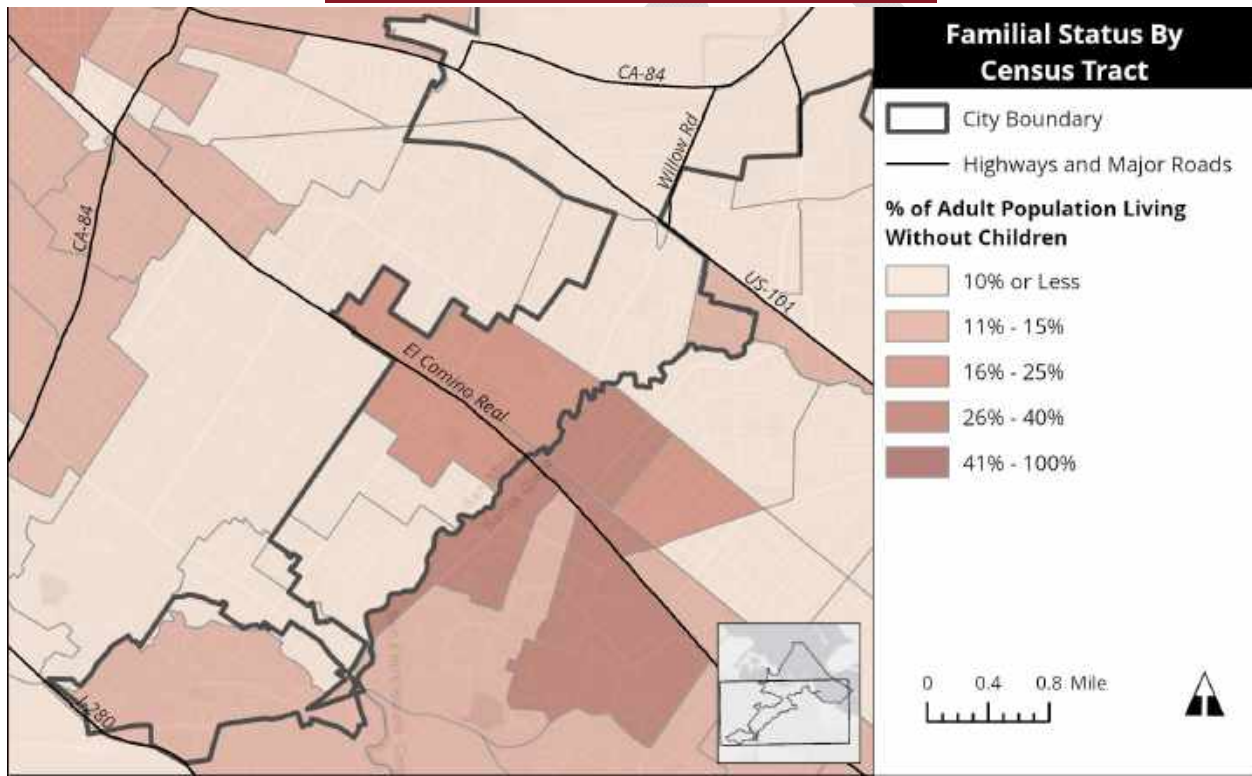 Familial Status By
Census Tract
City Boundary
Highways and Major Roads
% of Adult Population Living
Without Children
10% or Less
11% - 15%
16% - 25%
26% - 40%
41% - 100%
0 0.4 0.8 Mile
CA-84
Willow Rd
CA-84
US-101
El Camino Real
I-280